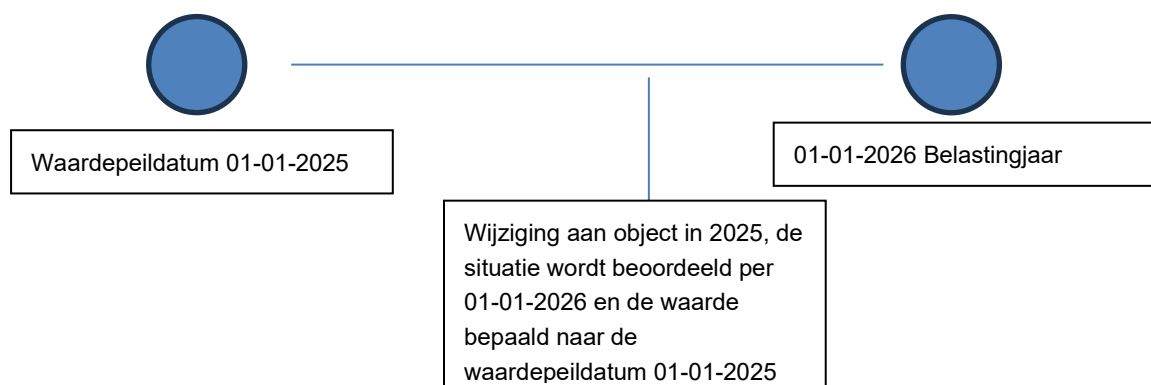 Waardepeildatum 01-01-2025
01-01-2026 Belastingjaar
Wijziging aan object in 2025, de
situatie wordt beoordeeld per
01-01-2026 en de waarde
bepaald naar de
waardepeildatum 01-01-2025